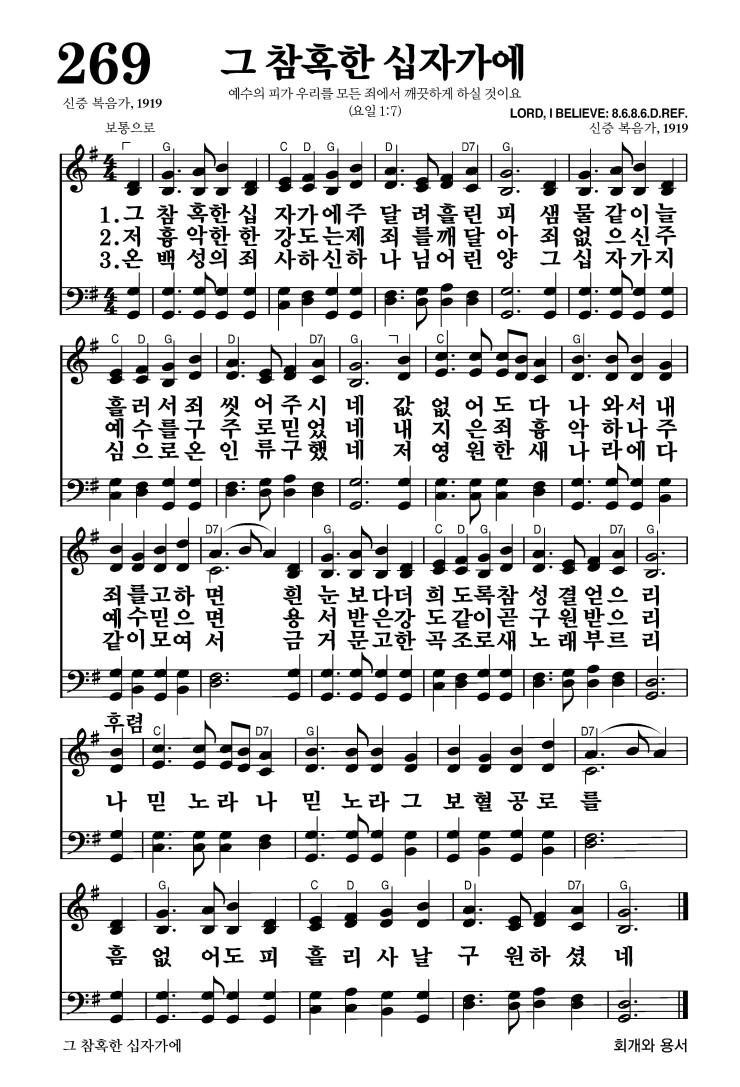 269
그 참혹한 십자가에
예수의 피가 우리를 모든 죄에서 깨끗하게 하실 것이요
(요일 1:7)
신증 복음가, 1919
LORD, I BELIEVE: 8.6.8.6.D.REF.
신증 복음가, 1919
보통으로
G C D G D D7 G
1.그 참 혹한 십 자가에주 달 려흘린 피 샘 물같이늘
2.저 흉 악한 한 강도는제 죄 를깨달 아 죄 없으신주
3.온 백 성의 죄 사하신하 나 님어린 양 그 십 자가지
C D G D D7 G C G
흘러서죄 씻 어주시 네 값 없 어도 다 나 와서 내
예수를구 주 로믿었 네 내 지 은죄 흉 악 하나 주
심으로온 인 류구했 네 저 영 원한 새 나 라에 다
D7 G C D G D D7 G
죄를고하 면 흰 눈 보다더 희도록참 성 결얻으 리
예수믿으 면 용 서 받은강 도같이곧 구 원받으 리
같이모여 서 금 거 문고한 곡조로새 노 래부르 리
후렴
C D7 G D7
나 믿 노라 나 믿 노라 그 보 혈 공 로 를
G C D G D D7 G
흠 없 어도 피 흘 리 사 날 구 원하 셨 네
그 참혹한 십자가에
회개와 용서